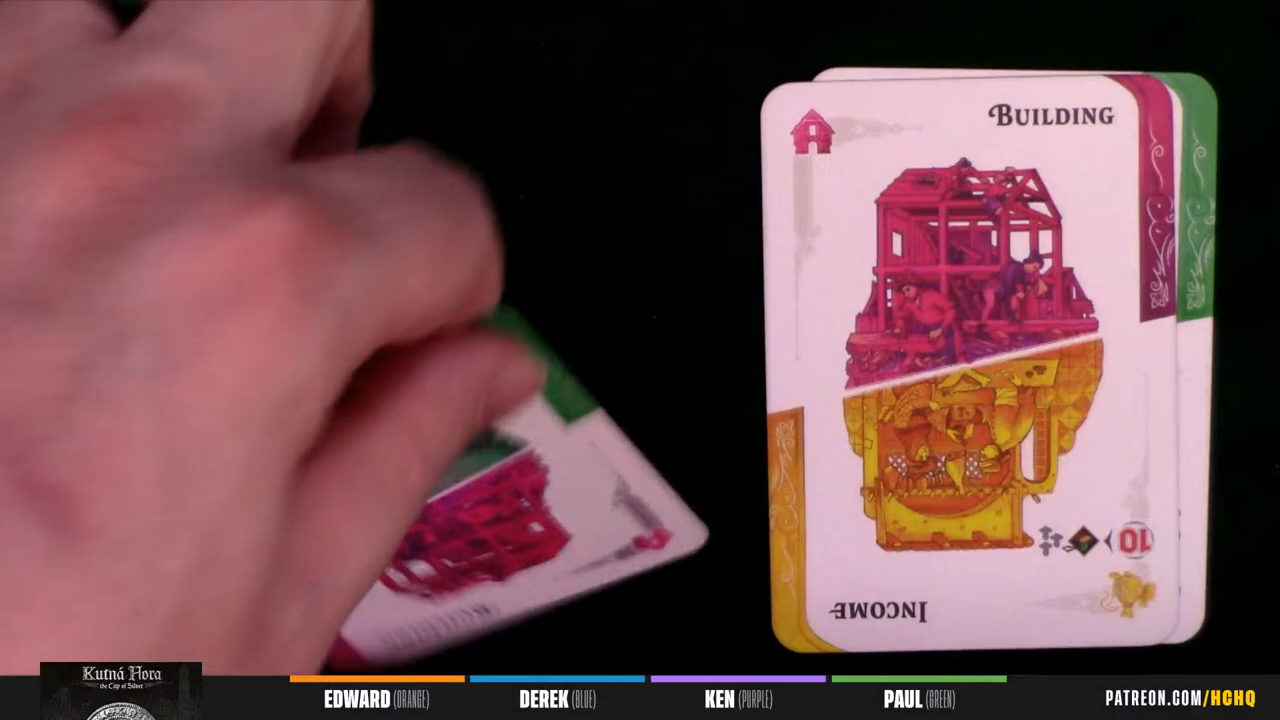 BUILDING
10
INCOME
Kutná Hora
the City of Silver
EDWARD (ORANGE)
DEREK (BLUE)
KEN (PURPLE)
PAUL (GREEN)
PATREON.COM/HCHQ